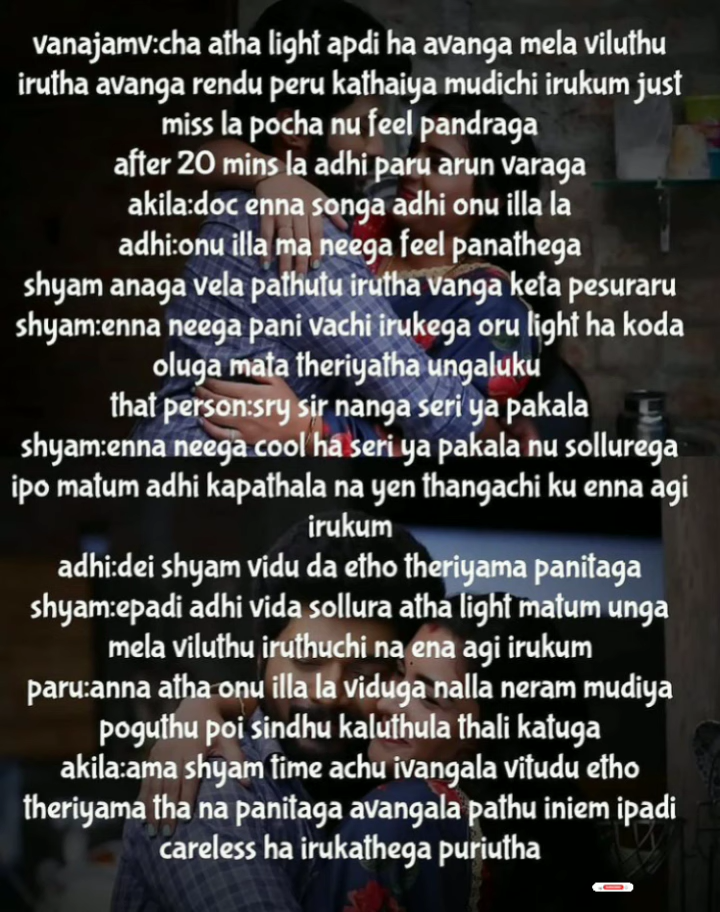 vanajamv:cha atha light apdi ha avanga mela viluthu
irutha avanga rendu peru kathaiya mudichi irukum just
miss la pocha nu feel pandraga
after 20 mins la adhi paru arun varaga
akila:doc enna songa adhi onu illa la
adhi:onu illa ma neega feel panathega
shyam anaga vela pathutu irutha vanga keta pesuraru
shyam:enna neega pani vachi irukega oru light ha koda
oluga mata theriyatha ungaluku
that person:sry sir nanga seri ya pakala
shyam:enna neega cool ha seri ya pakala nu sollurega
ipo matum adhi kapathala na yen thangachi ku enna agi
irukum
adhi:dei shyam vidu da etho theriyama panitaga
shyam:epadi adhi vida sollura atha light matum unga
mela viluthu iruthuchi na ena agi irukum
paru:anna atha onu illa la viduga nalla neram mudiya
poguthu poi sindhu kaluthula thali katuga
akila:ama shyam time achu ivangala vitudu etho
theriyama tha na panitaga avangala pathu iniem ipadi
careless ha irukathega puriutha